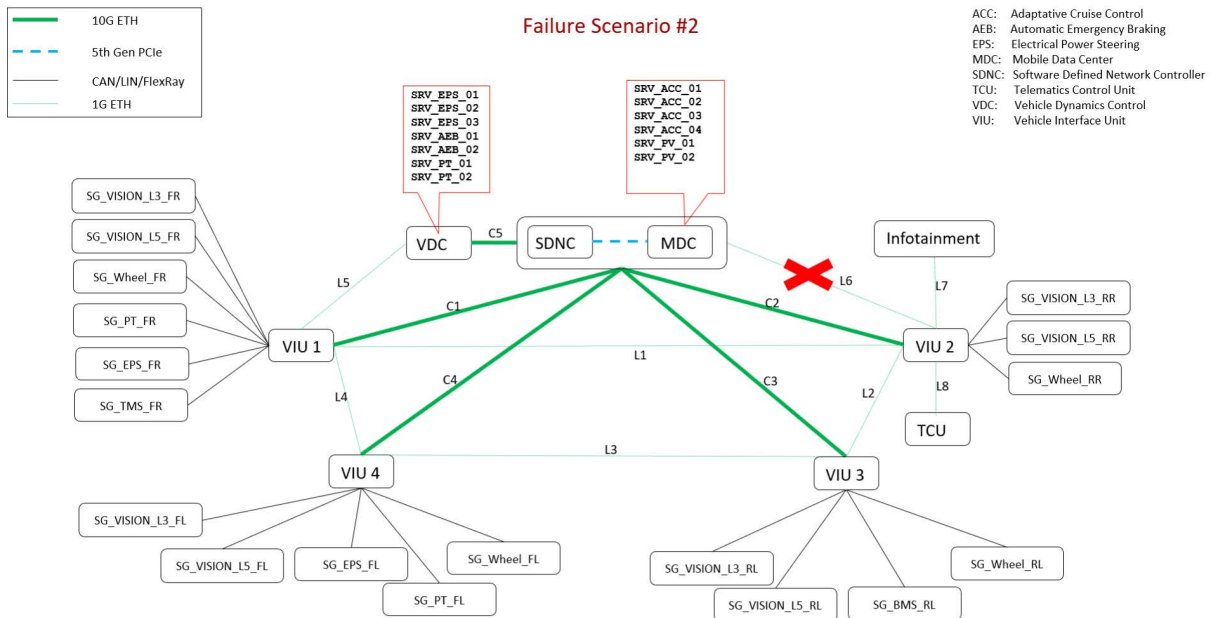 Failure Scenario #2
10G ETH
5th Gen PCIe
CAN/LIN/FlexRay
1G ETH
ACC: Adaptative Cruise Control
AEB: Automatic Emergency Braking
EPS: Electrical Power Steering
MDC: Mobile Data Center
SDNC: Software Defined Network Controller
TCU: Telematics Control Unit
VDC: Vehicle Dynamics Control
VIU: Vehicle Interface Unit
SRV_EPS_01
SRV_EPS_02
SRV_EPS_03
SRV_AEB_01
SRV_AEB_02
SRV_PT_01
SRV_PT_02
SRV_ACC_01
SRV_ACC_02
SRV_ACC_03
SRV_ACC_04
SRV_PV_01
SRV_PV_02
SG_VISION_L3_FR
SG_VISION_L5_FR
SG_Wheel_FR
SG_PT_FR
SG_EPS_FR
SG_TMS_FR
VDC
C5
SDNC
MDC
Infotainment
L5
L6
L7
C1
C2
VIU 1
L1
VIU 2
SG_VISION_L3_RR
SG_VISION_L5_RR
SG_Wheel_RR
L4
C4
C3
L2
L8
TCU
L3
VIU 4
VIU 3
SG_VISION_L3_FL
SG_VISION_L5_FL
SG_EPS_FL
SG_PT_FL
SG_Wheel_FL
SG_VISION_L3_RL
SG_VISION_L5_RL
SG_BMS_RL
SG_Wheel_RL